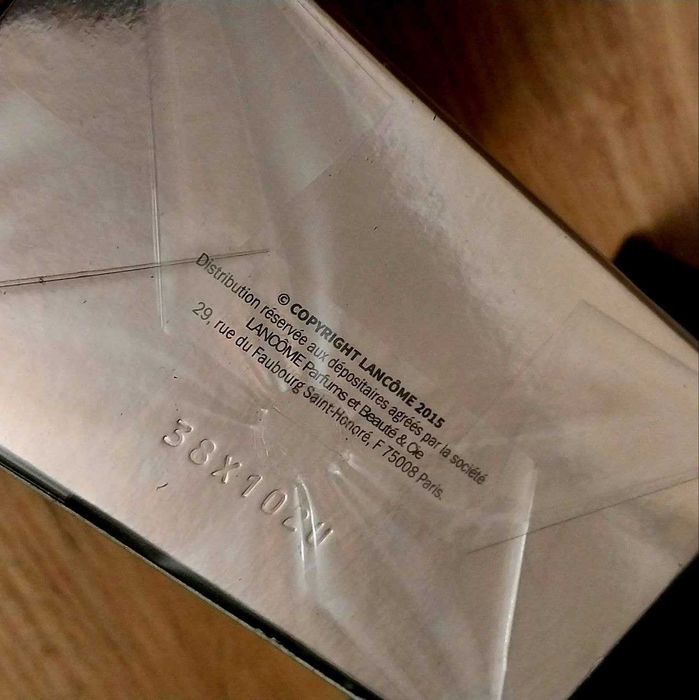 © COPYRIGHT LANCÔME 2015
Distribution réservée aux dépositaires agréés par la société
LANCÔME Parfums et Beauté & Cie
29, rue du Faubourg Saint-Honoré, F 75008 Paris.